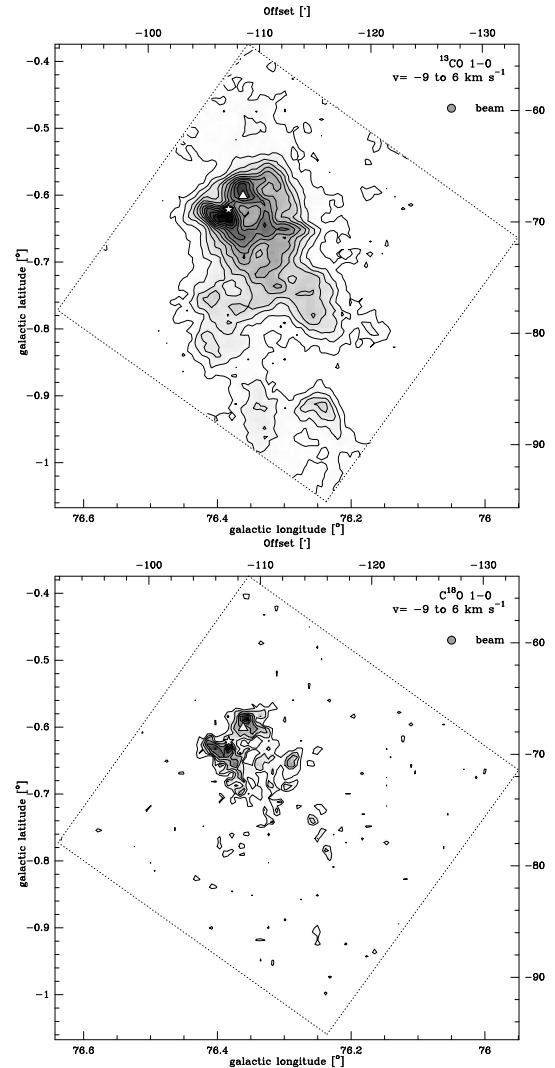 Offset [']
−100 −110 −120 −130
¹³CO 1−0
v= −9 to 6 km s⁻¹
beam
−0.4
−0.5
−0.6
−0.7
−0.8
−0.9
−1
galactic latitude [°]
−60
−70
−80
−90
76.6 76.4 76.2 76
galactic longitude [°]
Offset [']
−100 −110 −120 −130
C¹⁸O 1−0
v= −9 to 6 km s⁻¹
beam
−0.4
−0.5
−0.6
−0.7
−0.8
−0.9
−1
galactic latitude [°]
−60
−70
−80
−90
76.6 76.4 76.2 76
galactic longitude [°]